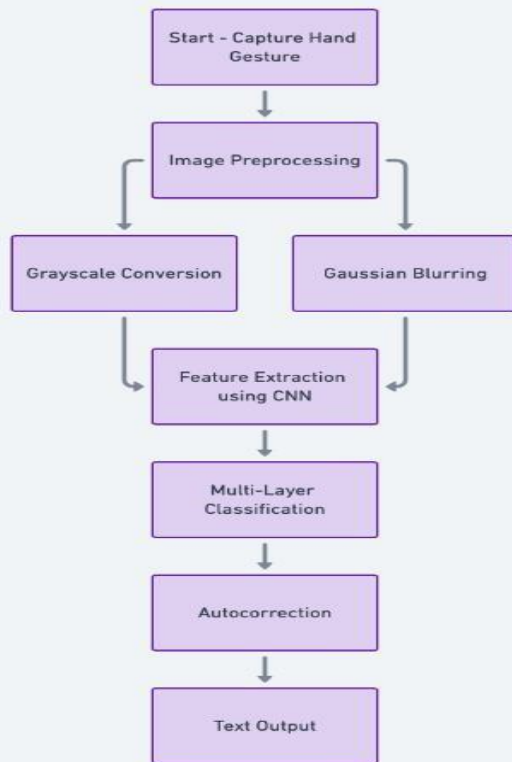 Start - Capture Hand
Gesture
Image Preprocessing
Grayscale Conversion
Gaussian Blurring
Feature Extraction
using CNN
Multi-Layer
Classification
Autocorrection
Text Output